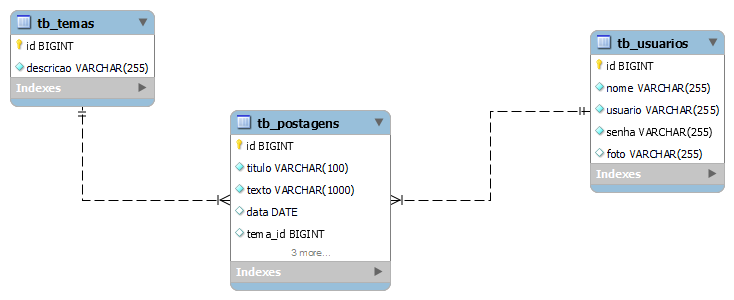 tb_temas
id BIGINT
descricao VARCHAR(255)
Indexes
tb_postagens
id BIGINT
titulo VARCHAR(100)
texto VARCHAR(1000)
data DATE
tema_id BIGINT
3 more...
Indexes
tb_usuarios
id BIGINT
nome VARCHAR(255)
usuario VARCHAR(255)
senha VARCHAR(255)
foto VARCHAR(255)
Indexes